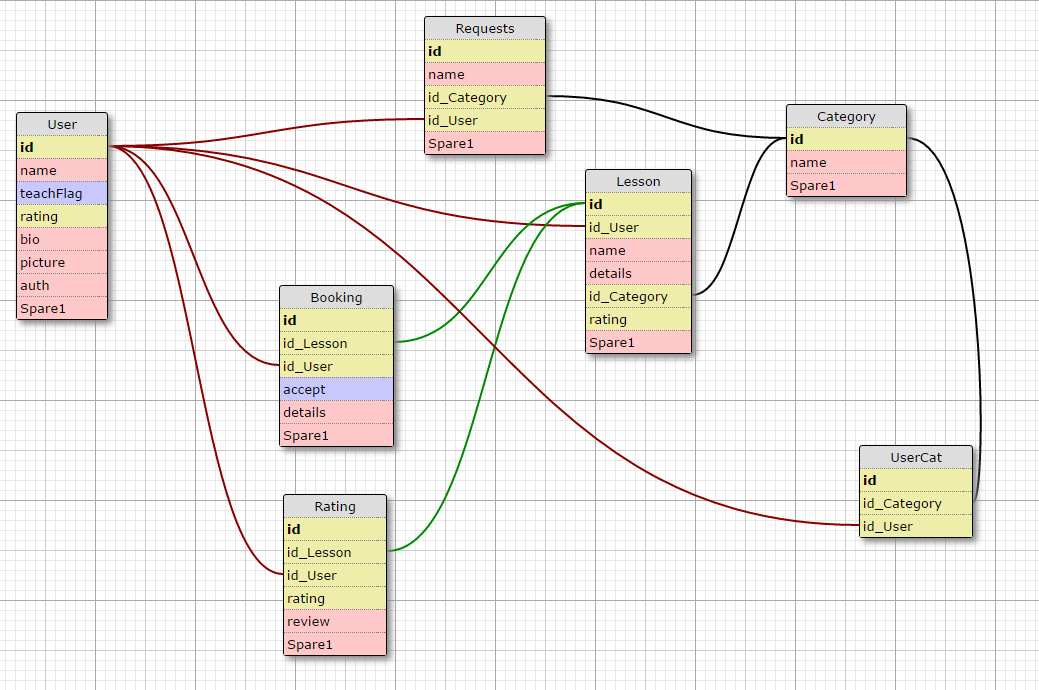 Requests
id
name
id_Category
id_User
Spare1
User
id
name
teachFlag
rating
bio
picture
auth
Spare1
Category
id
name
Spare1
Lesson
id
id_User
name
details
id_Category
rating
Spare1
Booking
id
id_Lesson
id_User
accept
details
Spare1
UserCat
id
id_Category
id_User
Rating
id
id_Lesson
id_User
rating
review
Spare1